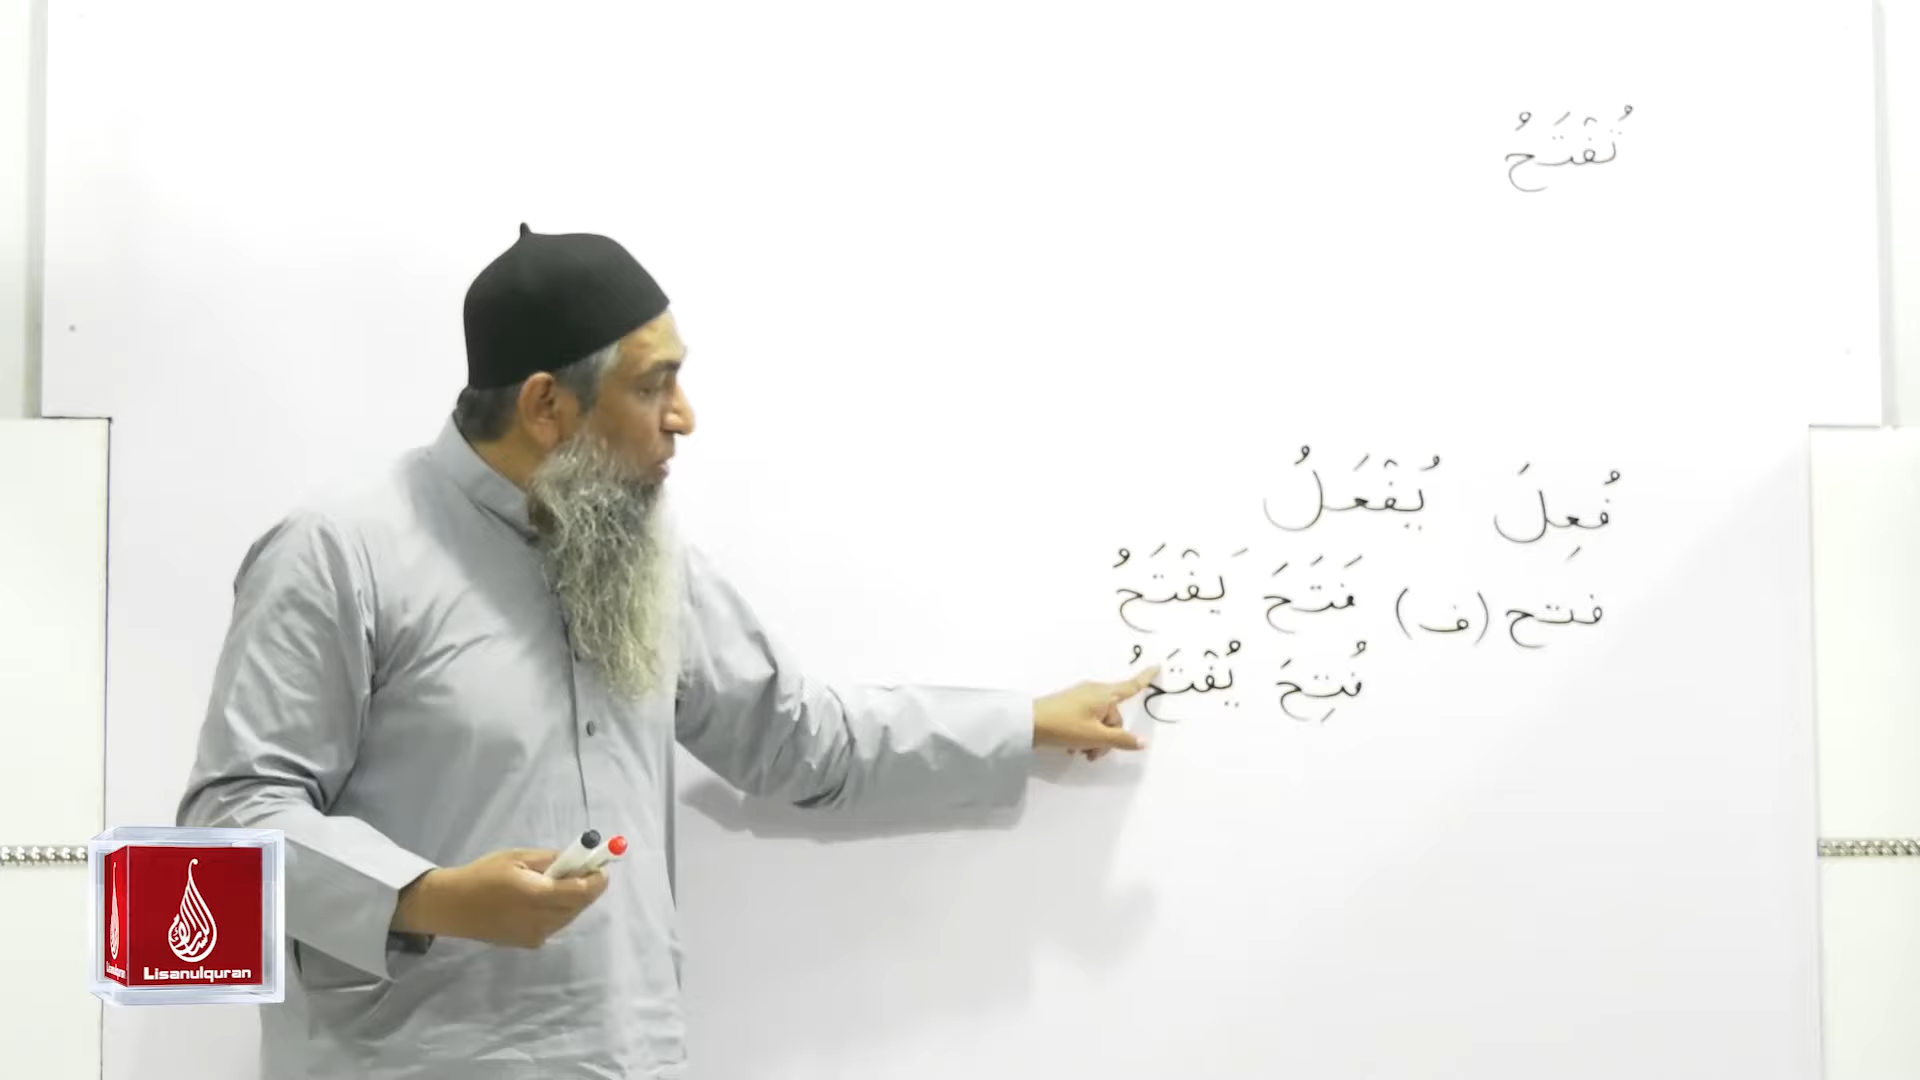 تُفْتَحُ
فُعِلَ يُفْعَلُ
فتح (ف) فَتَحَ يَفْتَحُ
فُتِحَ يُفْتَحُ
Lisanulquran